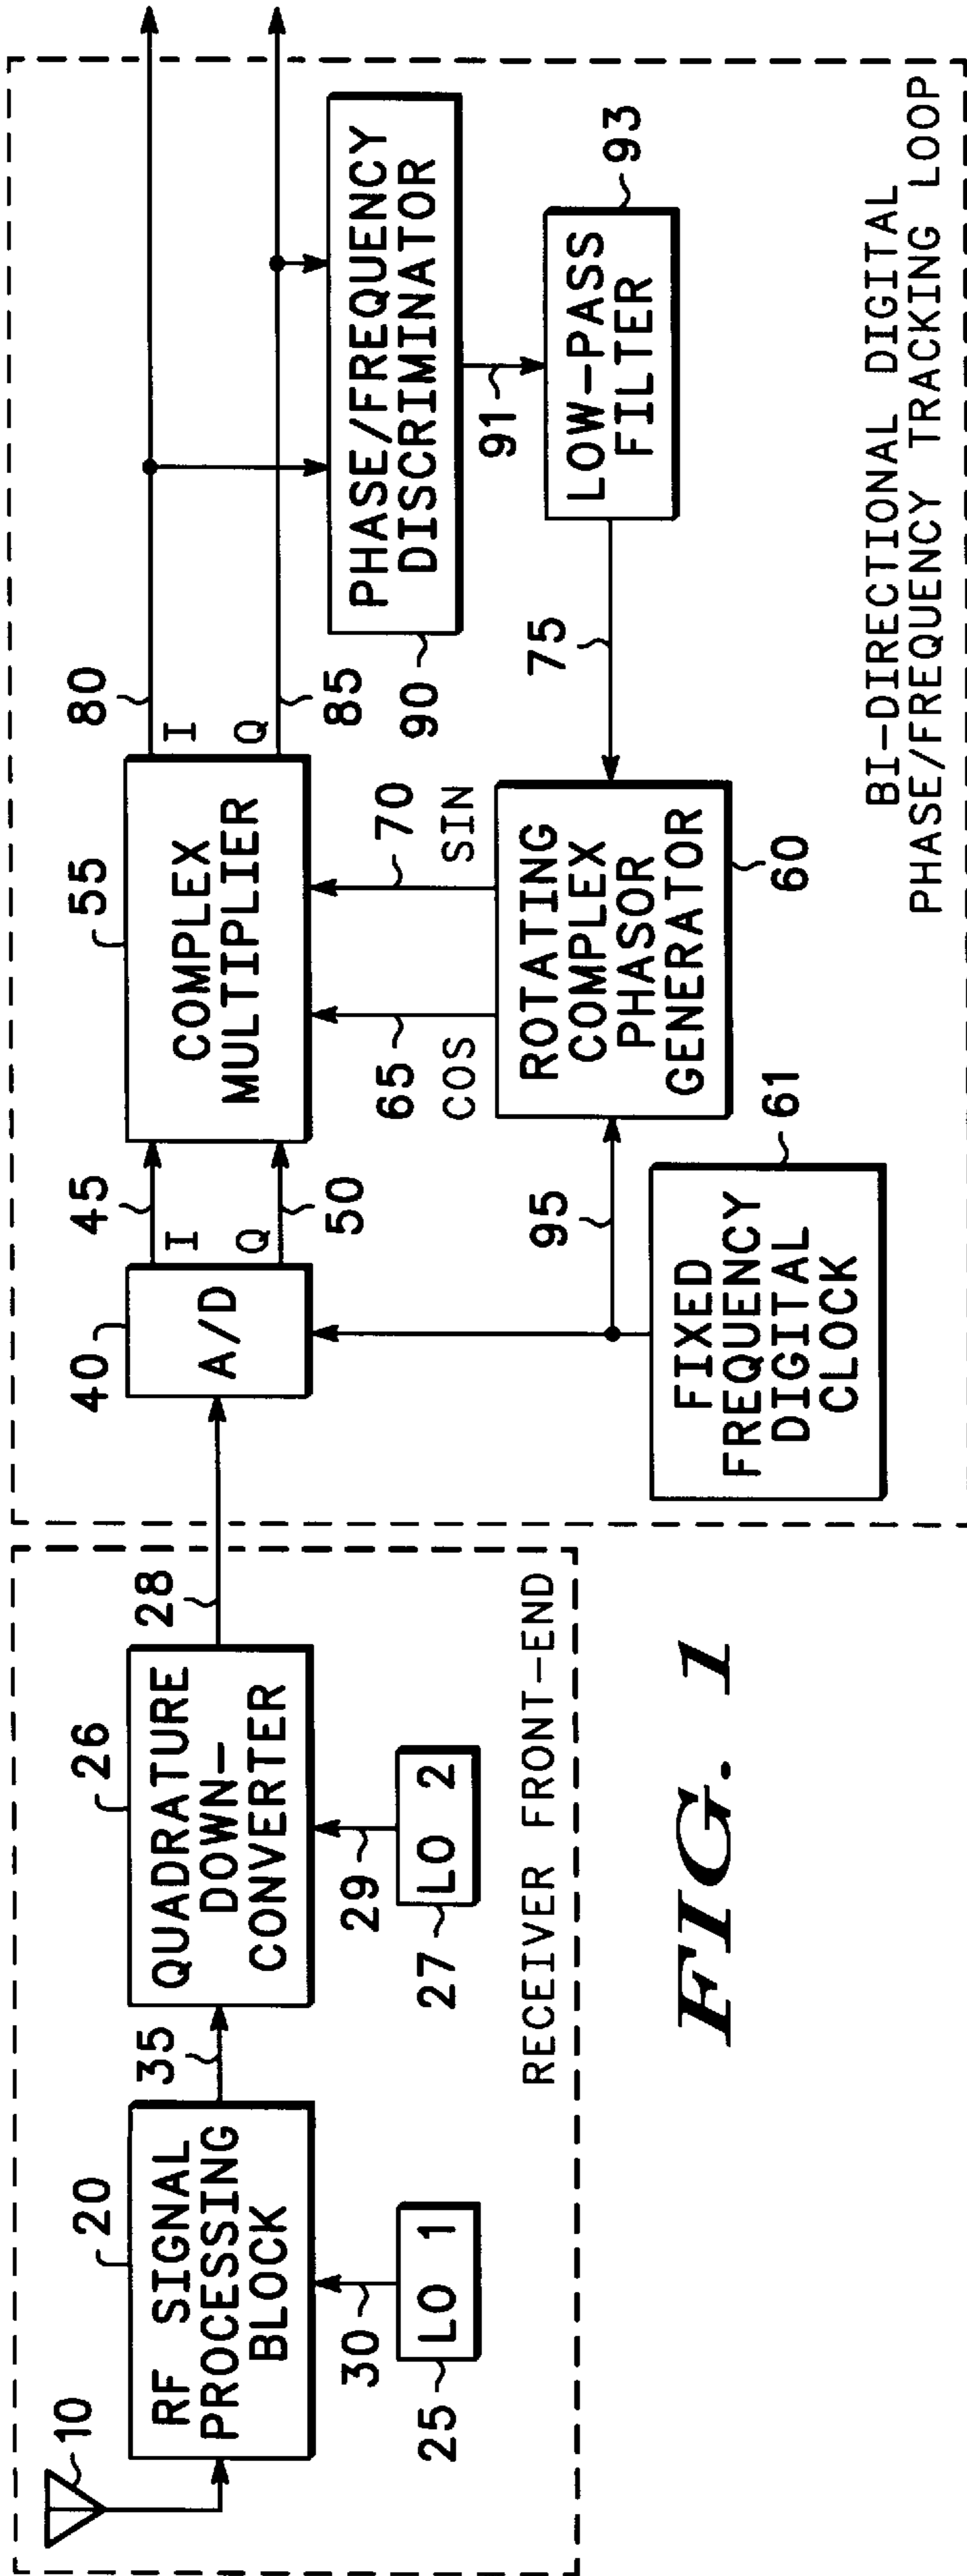 10
20
RF SIGNAL
PROCESSING
BLOCK
30
25
LO 1
35
26
QUADRATURE
DOWN-
CONVERTER
29
27
LO 2
28
RECEIVER FRONT-END
40
A/D
45
I
Q
50
55
COMPLEX
MULTIPLIER
65
COS
70
SIN
80
I
Q
85
90
PHASE/FREQUENCY
DISCRIMINATOR
91
93
LOW-PASS
FILTER
75
ROTATING
COMPLEX
PHASOR
GENERATOR
60
95
61
FIXED
FREQUENCY
DIGITAL
CLOCK
BI-DIRECTIONAL DIGITAL
PHASE/FREQUENCY TRACKING LOOP
FIG. 1